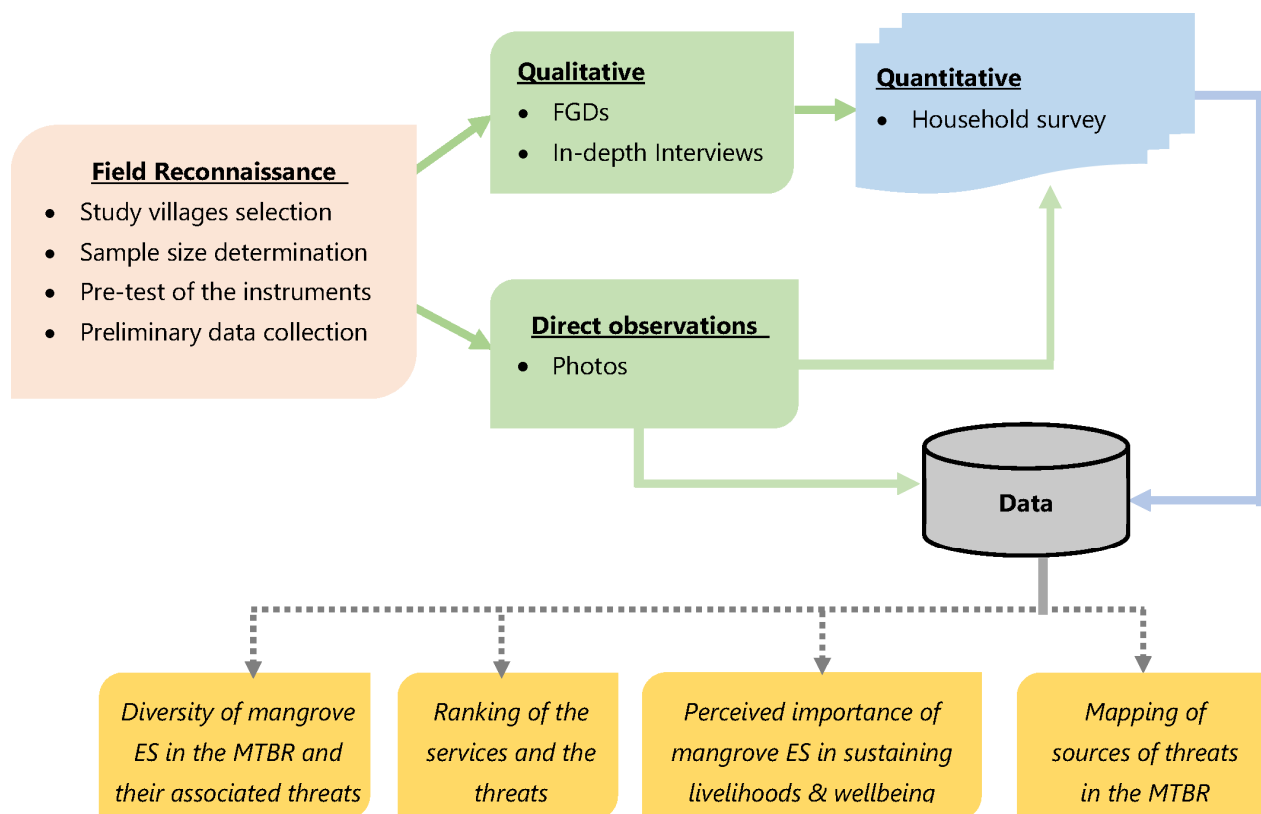 Field Reconnaissance
• Study villages selection
• Sample size determination
• Pre-test of the instruments
• Preliminary data collection
Qualitative
• FGDs
• In-depth Interviews
Quantitative
• Household survey
Direct observations
• Photos
Data
Diversity of mangrove
ES in the MTBR and
their associated threats
Ranking of the
services and the
threats
Perceived importance of
mangrove ES in sustaining
livelihoods & wellbeing
Mapping of
sources of threats
in the MTBR